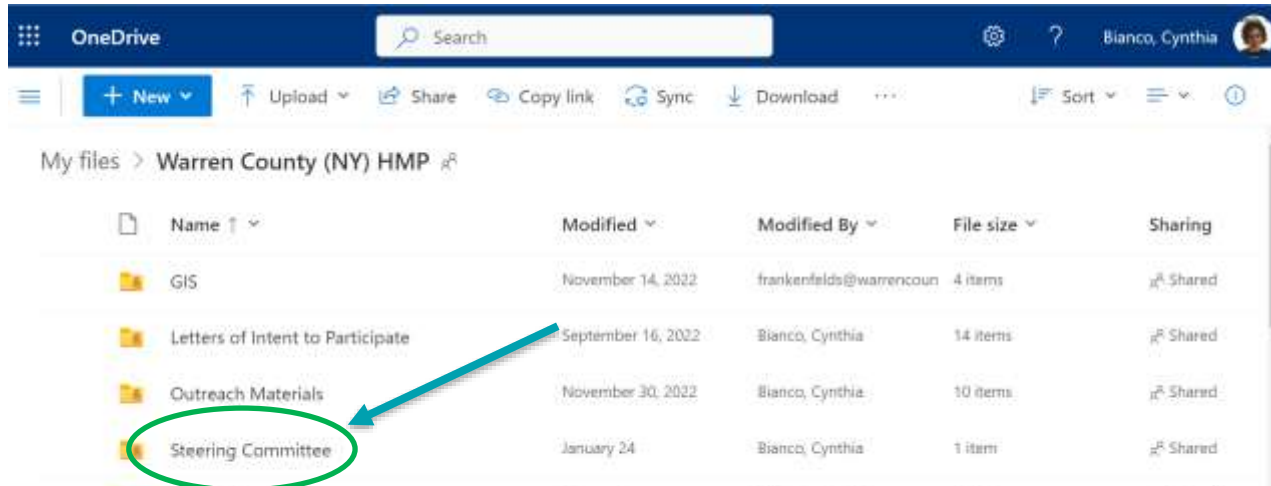 OneDrive Search ? Bianco, Cynthia
+ New Upload Share Copy link Sync Download ... Sort
My files > Warren County (NY) HMP
Name ↑ Modified Modified By File size Sharing
GIS November 14, 2022 frankenfelds@warrencoun 4 items Shared
Letters of Intent to Participate September 16, 2022 Bianco, Cynthia 14 items Shared
Outreach Materials November 30, 2022 Bianco, Cynthia 10 items Shared
Steering Committee January 24 Bianco, Cynthia 1 item Shared